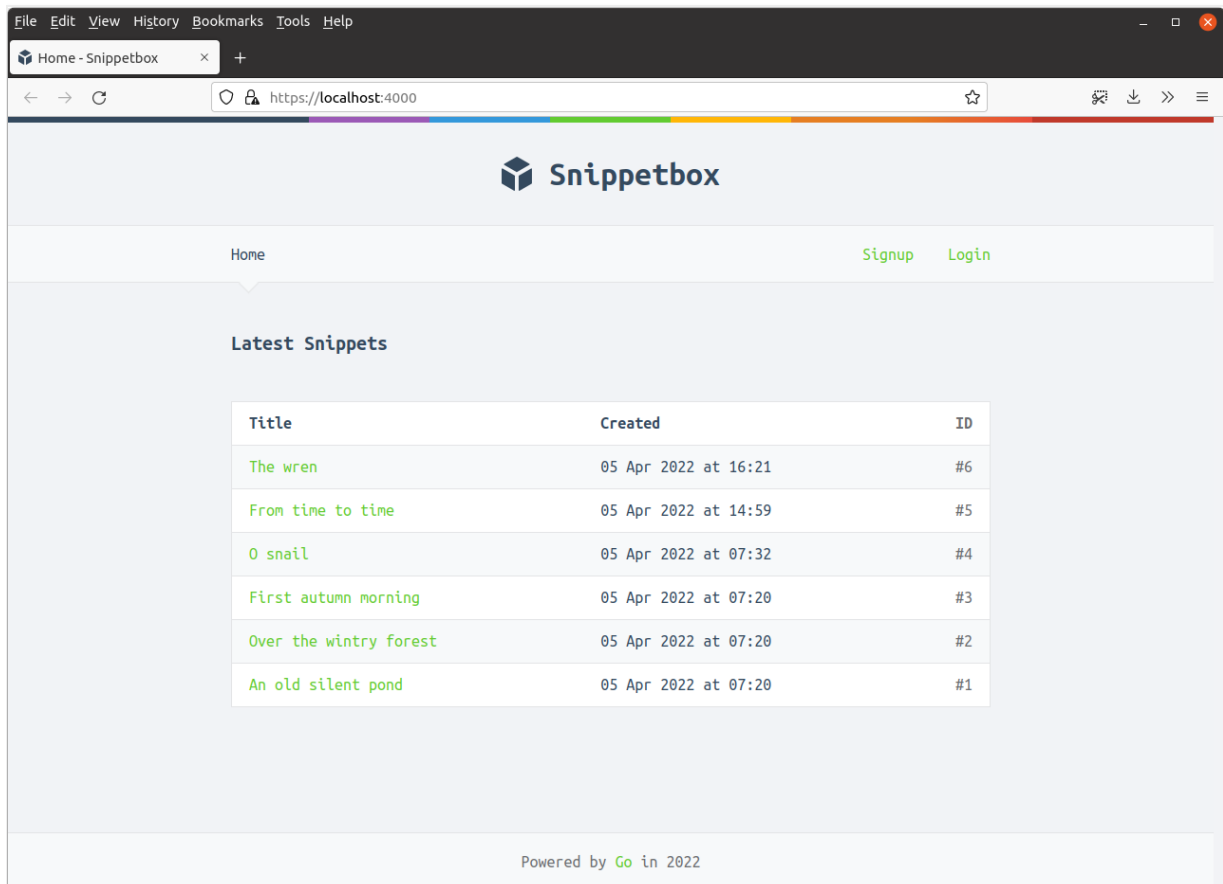 File Edit View History Bookmarks Tools Help
Home - Snippetbox
https://localhost:4000
Snippetbox
Home Signup Login
Latest Snippets
Title Created ID
The wren 05 Apr 2022 at 16:21 #6
From time to time 05 Apr 2022 at 14:59 #5
O snail 05 Apr 2022 at 07:32 #4
First autumn morning 05 Apr 2022 at 07:20 #3
Over the wintry forest 05 Apr 2022 at 07:20 #2
An old silent pond 05 Apr 2022 at 07:20 #1
Powered by Go in 2022